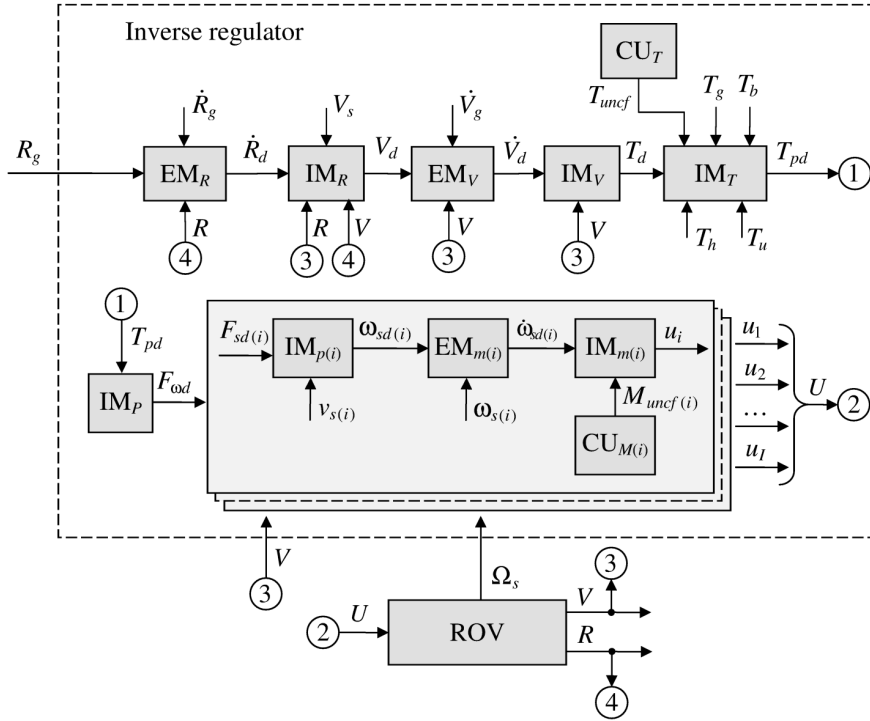 Inverse regulator
CU_T
T_uncf T_g T_b
Ṙ_g V_s V̇_g
R_g EM_R Ṙ_d IM_R V_d EM_V V̇_d IM_V T_d IM_T T_pd 1
R R V V V T_h T_u
4 3 4 3 3
1
T_pd
IM_P F_ωd
F_sd(i) IM_p(i) ω_sd(i) EM_m(i) ω̇_sd(i) IM_m(i) u_i
v_s(i) ω_s(i) M_uncf(i)
CU_M(i)
u_1
u_2
...
u_I
U 2
V
3
Ω_s
2 U ROV V 3
R
4